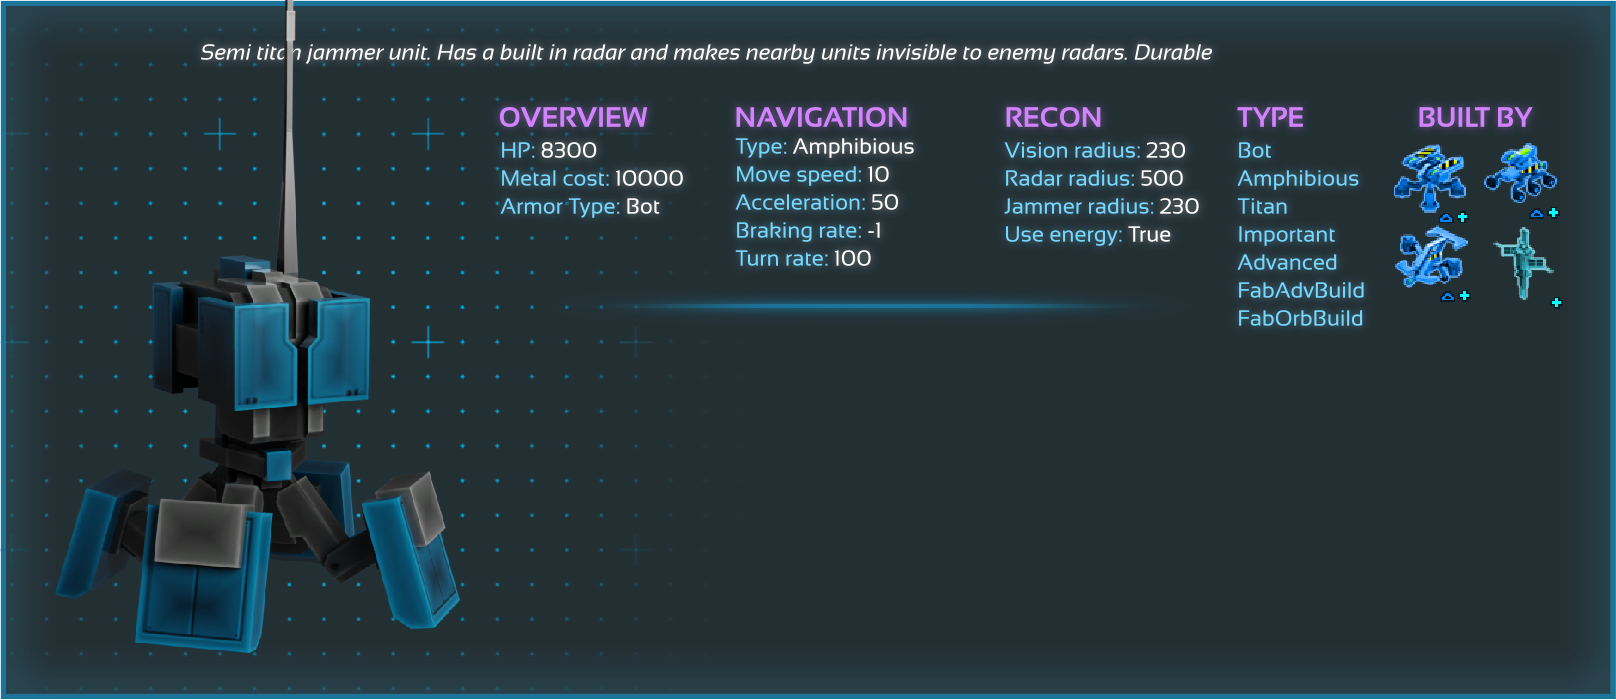 Semi titan jammer unit. Has a built in radar and makes nearby units invisible to enemy radars. Durable
OVERVIEW
HP: 8300
Metal cost: 10000
Armor Type: Bot
NAVIGATION
Type: Amphibious
Move speed: 10
Acceleration: 50
Braking rate: -1
Turn rate: 100
RECON
Vision radius: 230
Radar radius: 500
Jammer radius: 230
Use energy: True
TYPE
Bot
Amphibious
Titan
Important
Advanced
FabAdvBuild
FabOrbBuild
BUILT BY